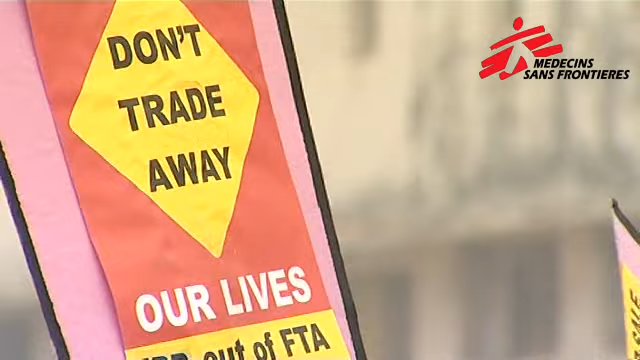 DON'T
TRADE
AWAY
OUR LIVES
out of FTA
MEDECINS
SANS FRONTIERES